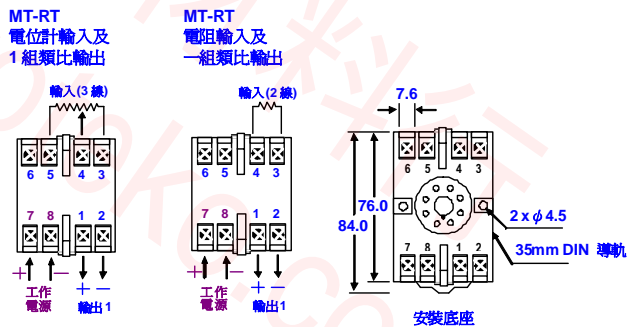 MT-RT
電位計輸入及
1 組類比輸出
輸入(3 線)
6 5 4 3
7 8 1 2
+ − + −
工作
電源
輸出1
MT-RT
電阻輸入及
一組類比輸出
輸入(2 線)
6 5 4 3
7 8 1 2
+ − + −
工作
電源
輸出1
7.6
6 5 4 3
76.0
84.0
2 x ϕ 4.5
7 8 1 2
35mm DIN 導軌
安裝底座